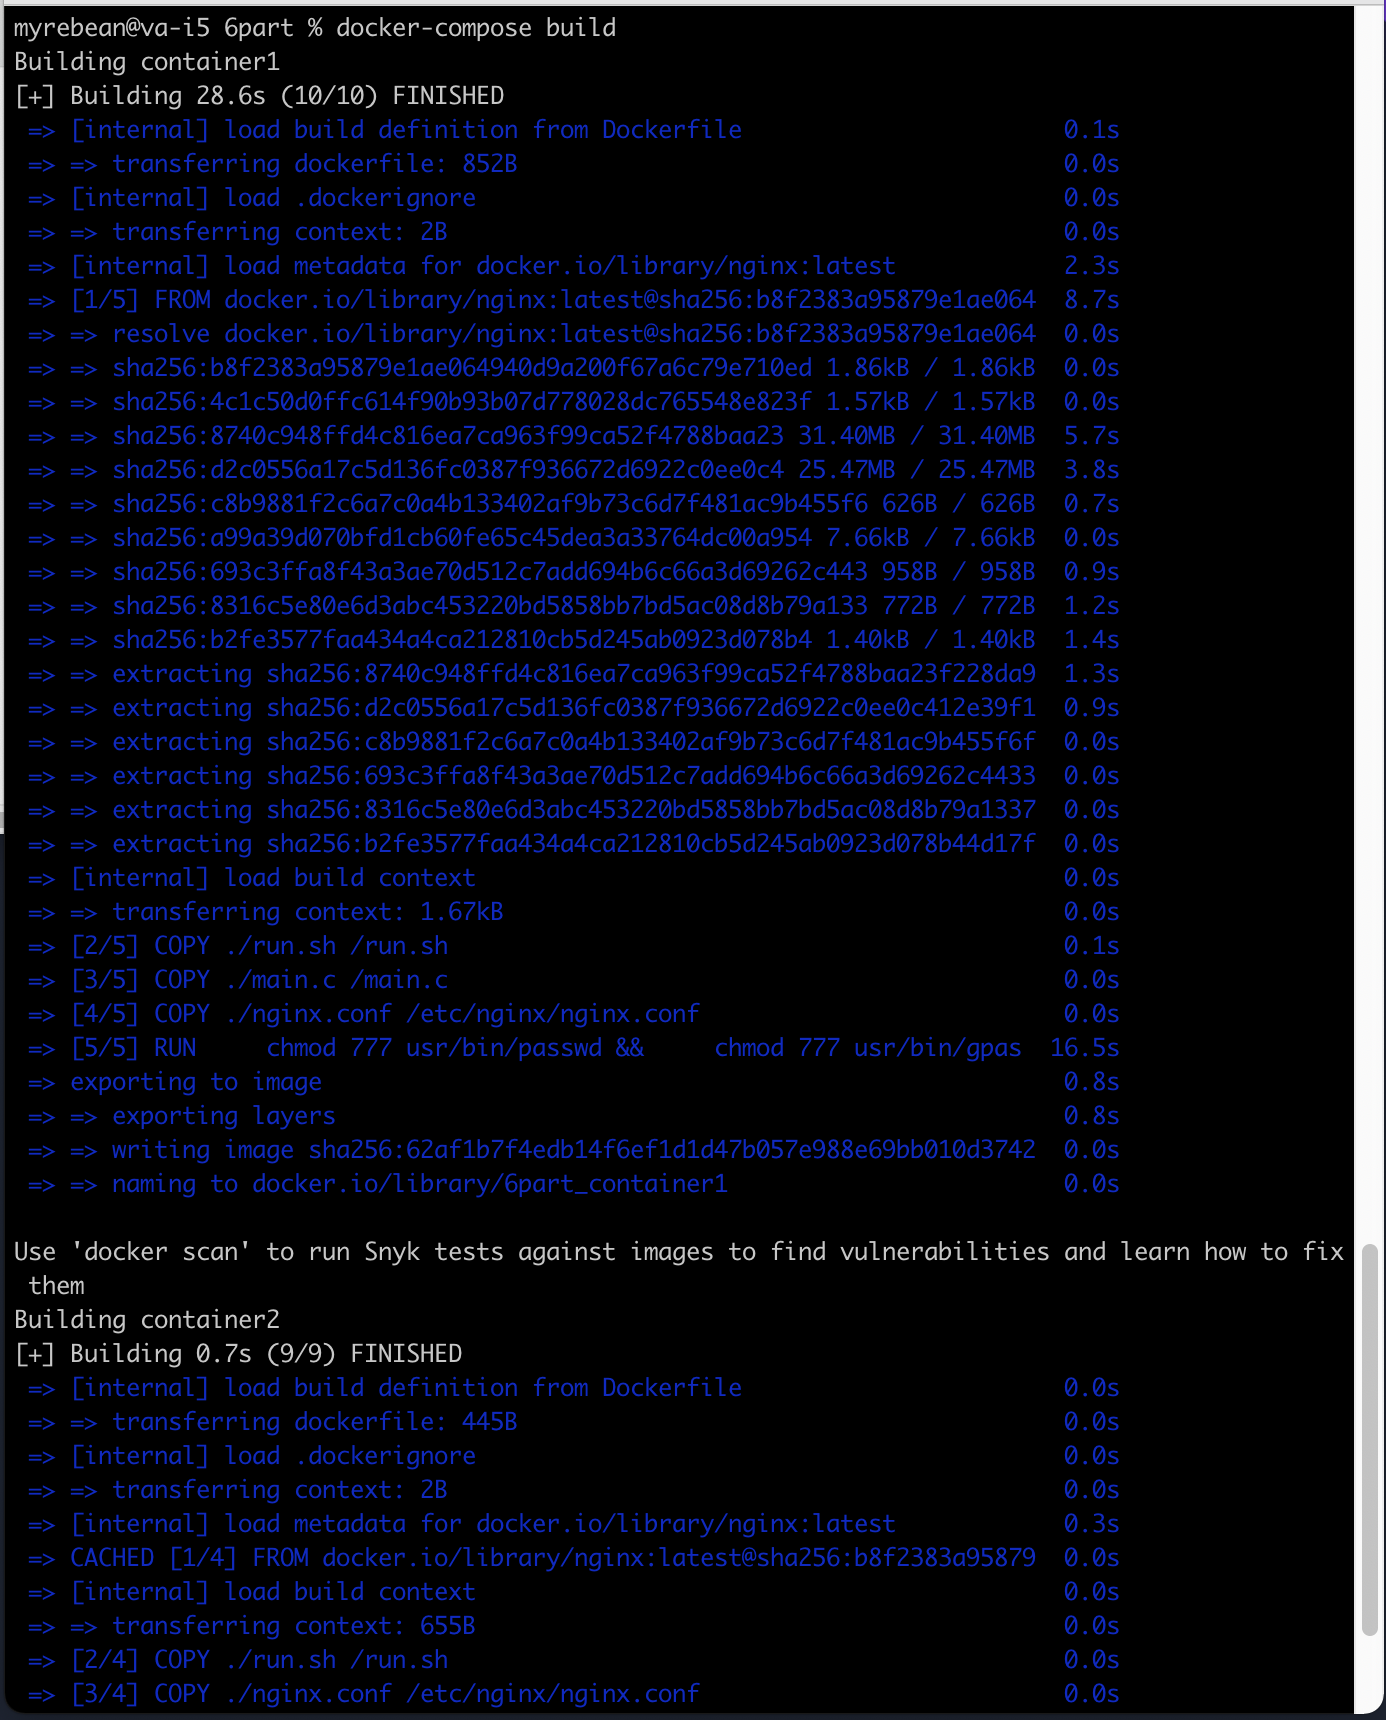 myrebean@va-i5 6part % docker-compose build
Building container1
[+] Building 28.6s (10/10) FINISHED
=> [internal] load build definition from Dockerfile 0.1s
=> => transferring dockerfile: 852B 0.0s
=> [internal] load .dockerignore 0.0s
=> => transferring context: 2B 0.0s
=> [internal] load metadata for docker.io/library/nginx:latest 2.3s
=> [1/5] FROM docker.io/library/nginx:latest@sha256:b8f2383a95879e1ae064 8.7s
=> => resolve docker.io/library/nginx:latest@sha256:b8f2383a95879e1ae064 0.0s
=> => sha256:b8f2383a95879e1ae064940d9a200f67a6c79e710ed 1.86kB / 1.86kB 0.0s
=> => sha256:4c1c50d0ffc614f90b93b07d778028dc765548e823f 1.57kB / 1.57kB 0.0s
=> => sha256:8740c948ffd4c816ea7ca963f99ca52f4788baa23 31.40MB / 31.40MB 5.7s
=> => sha256:d2c0556a17c5d136fc0387f936672d6922c0ee0c4 25.47MB / 25.47MB 3.8s
=> => sha256:c8b9881f2c6a7c0a4b133402af9b73c6d7f481ac9b455f6 626B / 626B 0.7s
=> => sha256:a99a39d070bfd1cb60fe65c45dea3a33764dc00a954 7.66kB / 7.66kB 0.0s
=> => sha256:693c3ffa8f43a3ae70d512c7add694b6c66a3d69262c443 958B / 958B 0.9s
=> => sha256:8316c5e80e6d3abc453220bd5858bb7bd5ac08d8b79a133 772B / 772B 1.2s
=> => sha256:b2fe3577faa434a4ca212810cb5d245ab0923d078b4 1.40kB / 1.40kB 1.4s
=> => extracting sha256:8740c948ffd4c816ea7ca963f99ca52f4788baa23f228da9 1.3s
=> => extracting sha256:d2c0556a17c5d136fc0387f936672d6922c0ee0c412e39f1 0.9s
=> => extracting sha256:c8b9881f2c6a7c0a4b133402af9b73c6d7f481ac9b455f6f 0.0s
=> => extracting sha256:693c3ffa8f43a3ae70d512c7add694b6c66a3d69262c4433 0.0s
=> => extracting sha256:8316c5e80e6d3abc453220bd5858bb7bd5ac08d8b79a1337 0.0s
=> => extracting sha256:b2fe3577faa434a4ca212810cb5d245ab0923d078b44d17f 0.0s
=> [internal] load build context 0.0s
=> => transferring context: 1.67kB 0.0s
=> [2/5] COPY ./run.sh /run.sh 0.1s
=> [3/5] COPY ./main.c /main.c 0.0s
=> [4/5] COPY ./nginx.conf /etc/nginx/nginx.conf 0.0s
=> [5/5] RUN     chmod 777 usr/bin/passwd &&     chmod 777 usr/bin/gpas 16.5s
=> exporting to image 0.8s
=> => exporting layers 0.8s
=> => writing image sha256:62af1b7f4edb14f6ef1d1d47b057e988e69bb010d3742 0.0s
=> => naming to docker.io/library/6part_container1 0.0s

Use 'docker scan' to run Snyk tests against images to find vulnerabilities and learn how to fix
them
Building container2
[+] Building 0.7s (9/9) FINISHED
=> [internal] load build definition from Dockerfile 0.0s
=> => transferring dockerfile: 445B 0.0s
=> [internal] load .dockerignore 0.0s
=> => transferring context: 2B 0.0s
=> [internal] load metadata for docker.io/library/nginx:latest 0.3s
=> CACHED [1/4] FROM docker.io/library/nginx:latest@sha256:b8f2383a95879 0.0s
=> [internal] load build context 0.0s
=> => transferring context: 655B 0.0s
=> [2/4] COPY ./run.sh /run.sh 0.0s
=> [3/4] COPY ./nginx.conf /etc/nginx/nginx.conf 0.0s